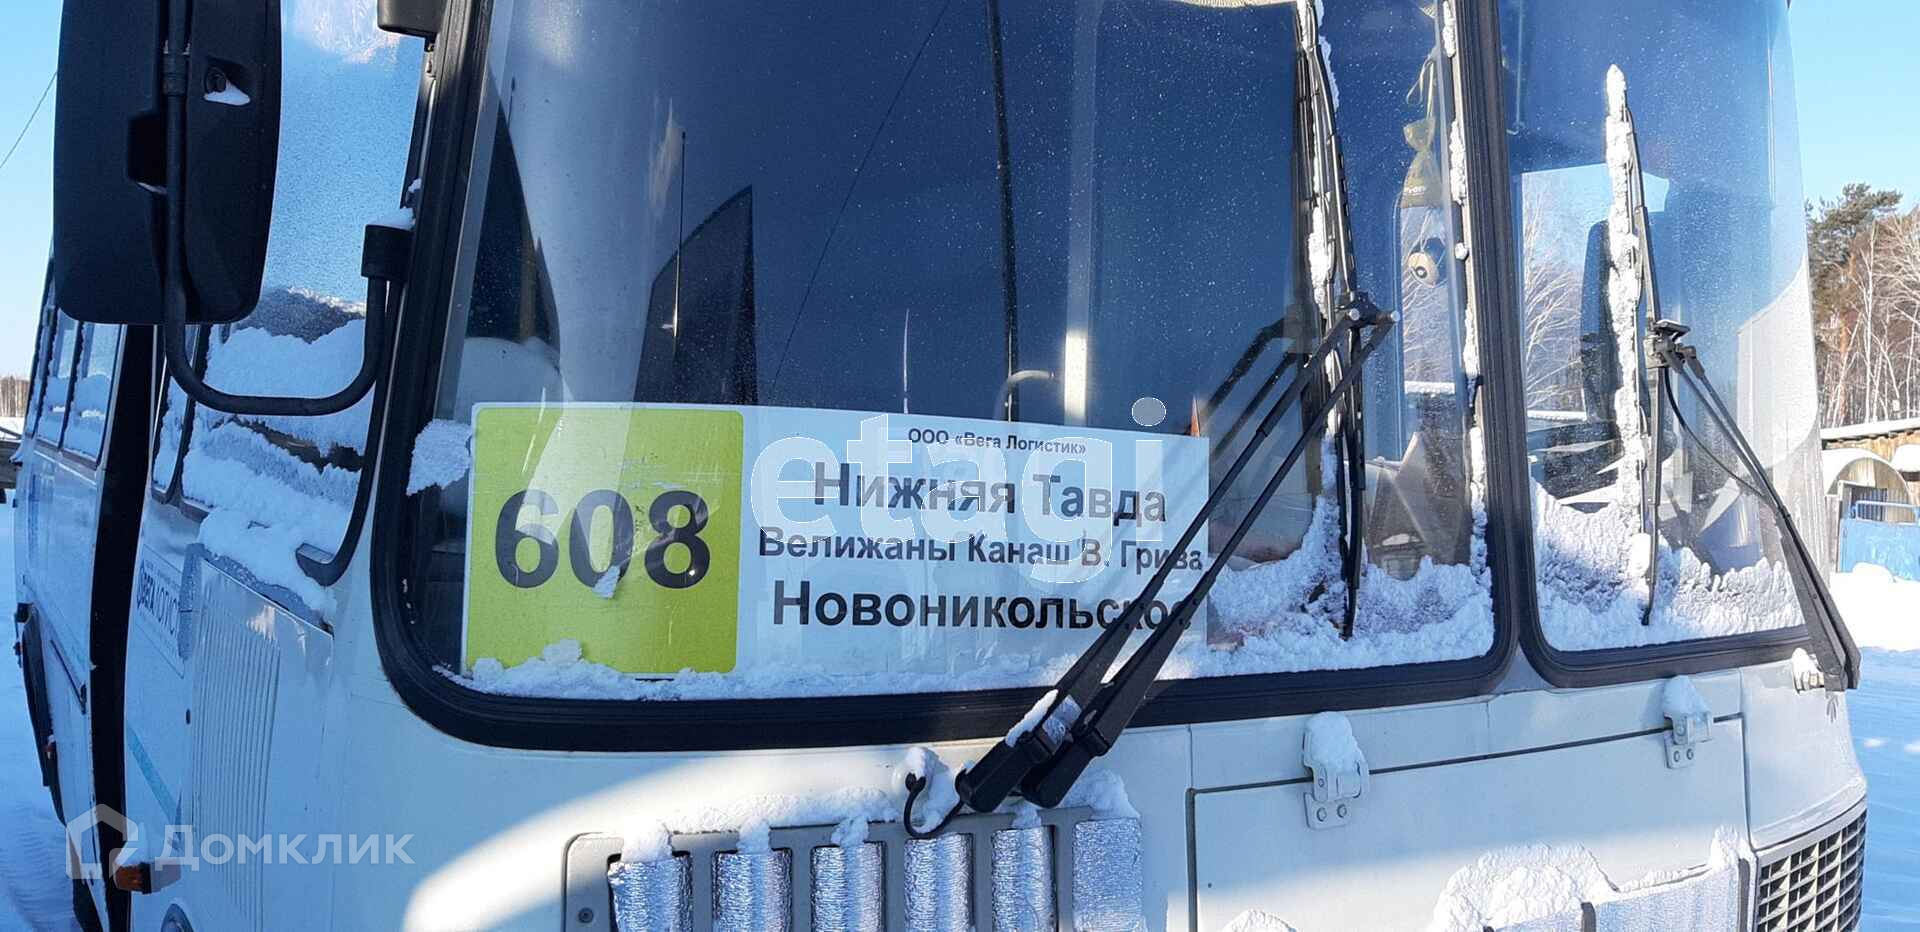 ООО «Вега Логистик»
608
Нижняя Тавда
Велижаны Канаш В. Грива
Новоникольское
etagi
Домклик